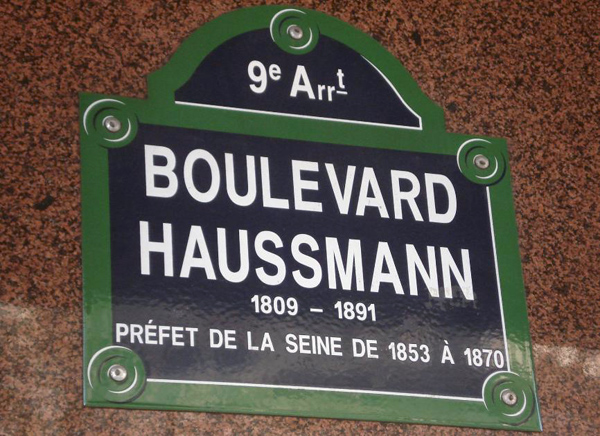 9e Arrt
BOULEVARD
HAUSSMANN
1809 – 1891
PRÉFET DE LA SEINE DE 1853 À 1870